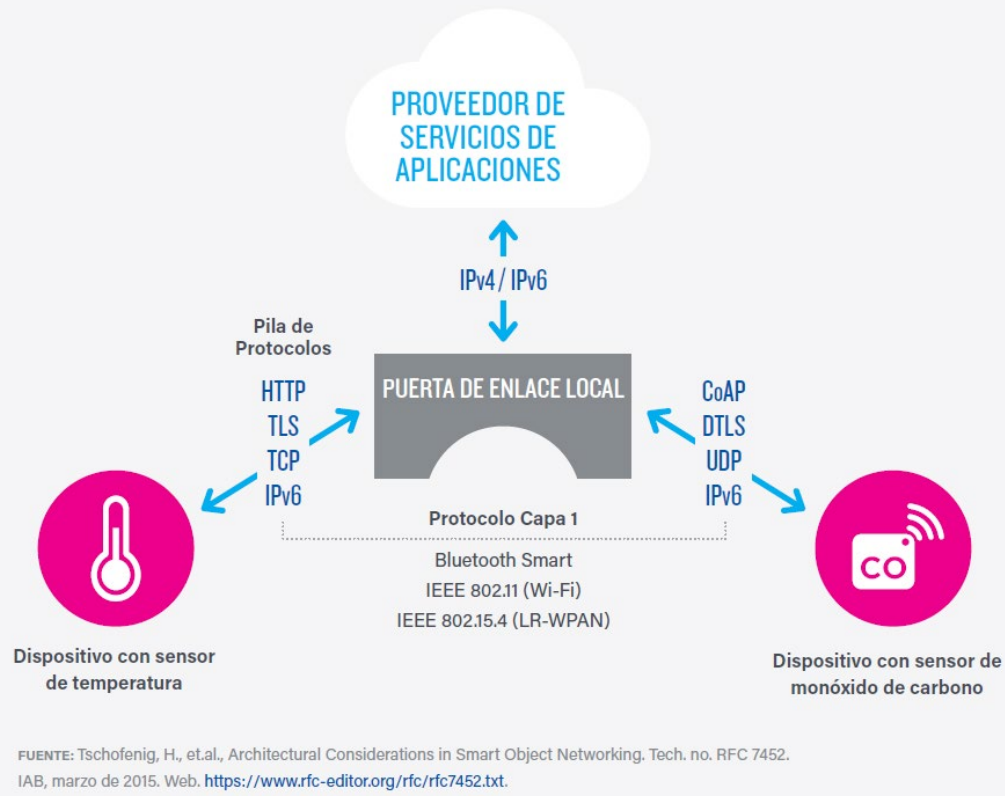 PROVEEDOR DE
SERVICIOS DE
APLICACIONES
IPv4 / IPv6
Pila de
Protocolos
HTTP
TLS
TCP
IPv6
PUERTA DE ENLACE LOCAL
CoAP
DTLS
UDP
IPv6
Protocolo Capa 1
Bluetooth Smart
IEEE 802.11 (Wi-Fi)
IEEE 802.15.4 (LR-WPAN)
CO
Dispositivo con sensor
de temperatura
Dispositivo con sensor de
monóxido de carbono
FUENTE: Tschofenig, H., et.al., Architectural Considerations in Smart Object Networking. Tech. no. RFC 7452.
IAB, marzo de 2015. Web. https://www.rfc-editor.org/rfc/rfc7452.txt.